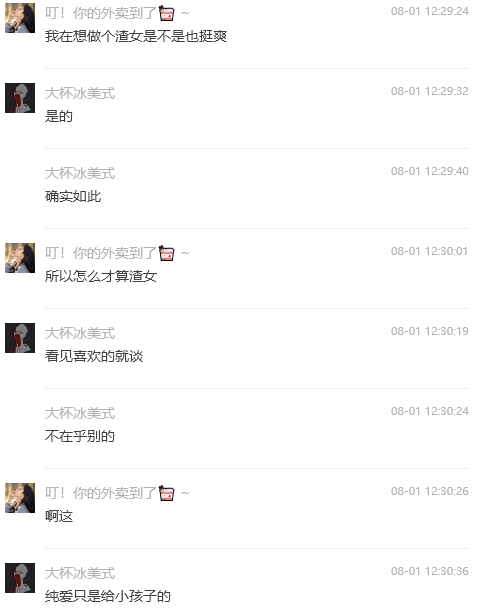 叮！你的外卖到了 ~ 08-01 12:29:24
我在想做个渣女是不是也挺爽
大杯冰美式 08-01 12:29:32
是的
大杯冰美式 08-01 12:29:40
确实如此
叮！你的外卖到了 ~ 08-01 12:30:01
所以怎么才算渣女
大杯冰美式 08-01 12:30:19
看见喜欢的就谈
大杯冰美式 08-01 12:30:24
不在乎别的
叮！你的外卖到了 ~ 08-01 12:30:26
啊这
大杯冰美式 08-01 12:30:36
纯爱只是给小孩子的